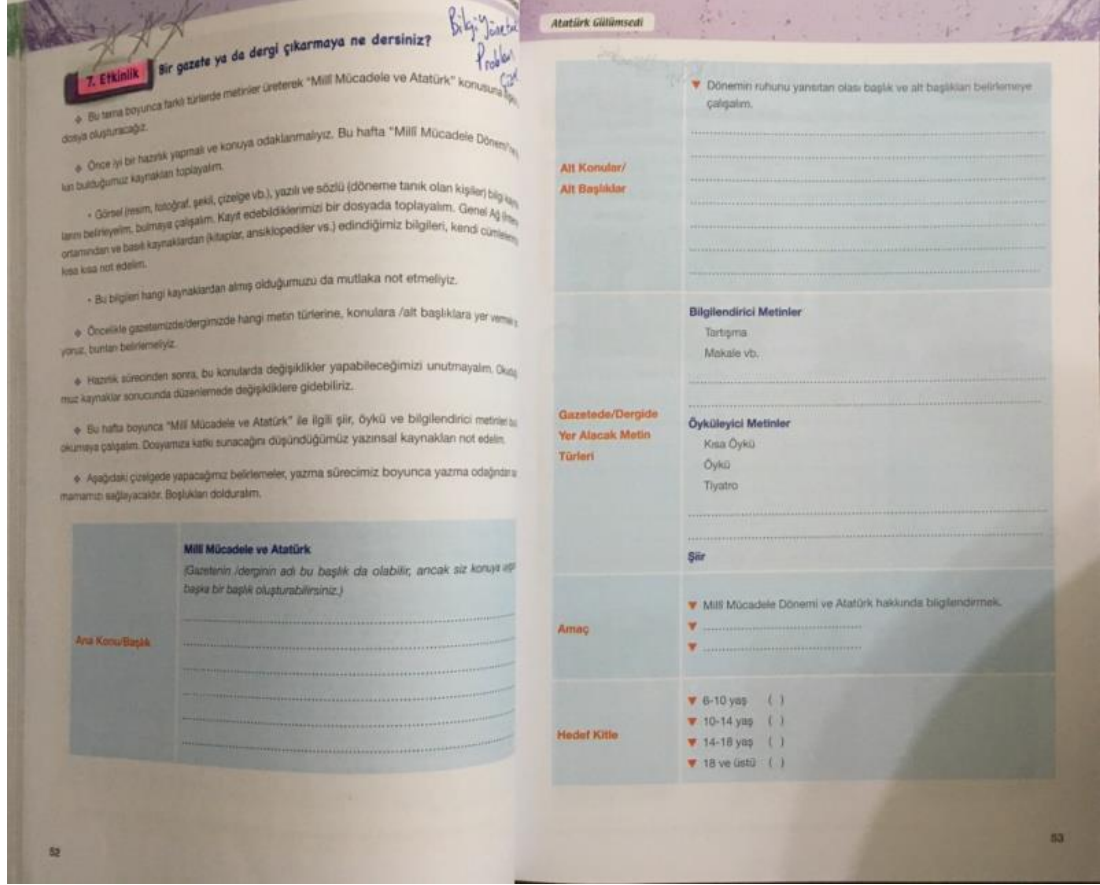 Bilgi Yönetimi
Problem
7. Etkinlik
Bir gazete ya da dergi çıkarmaya ne dersiniz?
❖ Bu tema boyunca farklı türlerde metinler üreterek "Millî Mücadele ve Atatürk" konusuna
dosya oluşturacağız.
❖ Önce iyi bir hazırlık yapmalı ve konuya odaklanmalıyız. Bu hafta "Millî Mücadele Dönemi
bulduğumuz kaynakları toplayalım.
• Görsel (resim, fotoğraf, şekil, çizelge vb.), yazılı ve sözlü (döneme tanık olan kişiler) bilgi
larını belirleyelim, bulmaya çalışalım. Kayıt edebildiklerimizi bir dosyada toplayalım. Genel Ağ
ortamından ve basılı kaynaklardan (kitaplar, ansiklopediler vs.) edindiğimiz bilgileri, kendi
kısa kısa not edelim.
• Bu bilgileri hangi kaynaklardan almış olduğumuzu da mutlaka not etmeliyiz.
❖ Öncelikle gazetemizde/dergimizde hangi metin türlerine, konulara /alt başlıklara yer
yoruz, bunları belirlemeliyiz.
❖ Hazırlık sürecinden sonra, bu konularda değişiklikler yapabileceğimizi unutmayalım.
muz kaynaklar sonucunda düzenlemede değişikliklere gidebiliriz.
❖ Bu hafta boyunca "Millî Mücadele ve Atatürk" ile ilgili şiir, öykü ve bilgilendirici metinler
okumaya çalışalım. Dosyamıza katkı sunacağını düşündüğümüz yazınsal kaynakları not edelim.
❖ Aşağıdaki çizelgede yapacağımız belirlemeler, yazma sürecimiz boyunca yazma odağından
mamamızı sağlayacaktır. Boşlukları dolduralım.
Ana Konu/Başlık
Millî Mücadele ve Atatürk
(Gazetenin /derginin adı bu başlık da olabilir, ancak siz konuya
başka bir başlık oluşturabilirsiniz.)
52
Atatürk Gülümsedi
Alt Konular/
Alt Başlıklar
▼ Dönemin ruhunu yansıtan olası başlık ve alt başlıkları belirlemeye
çalışalım.
Gazetede/Dergide
Yer Alacak Metin
Türleri
Bilgilendirici Metinler
Tartışma
Makale vb.
Öyküleyici Metinler
Kısa Öykü
Öykü
Tiyatro
Şiir
Amaç
▼ Millî Mücadele Dönemi ve Atatürk hakkında bilgilendirmek.
▼
▼
Hedef Kitle
▼ 6-10 yaş ( )
▼ 10-14 yaş ( )
▼ 14-18 yaş ( )
▼ 18 ve üstü ( )
53